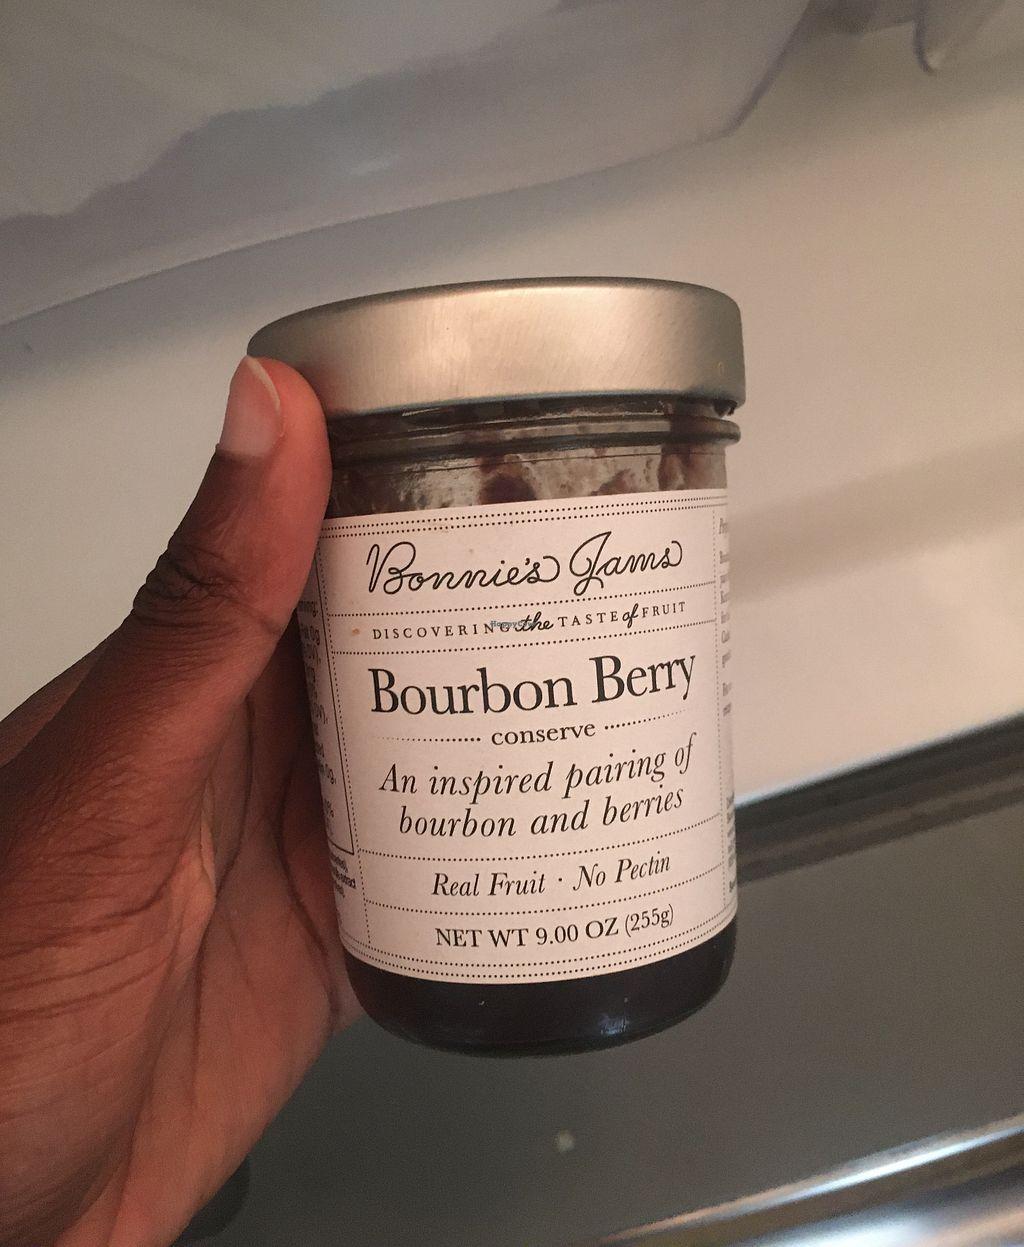 Bonnie's Jams
DISCOVERING the TASTE of FRUIT
HappyCow
Bourbon Berry
conserve
An inspired pairing of
bourbon and berries
Real Fruit · No Pectin
NET WT 9.00 OZ (255g)